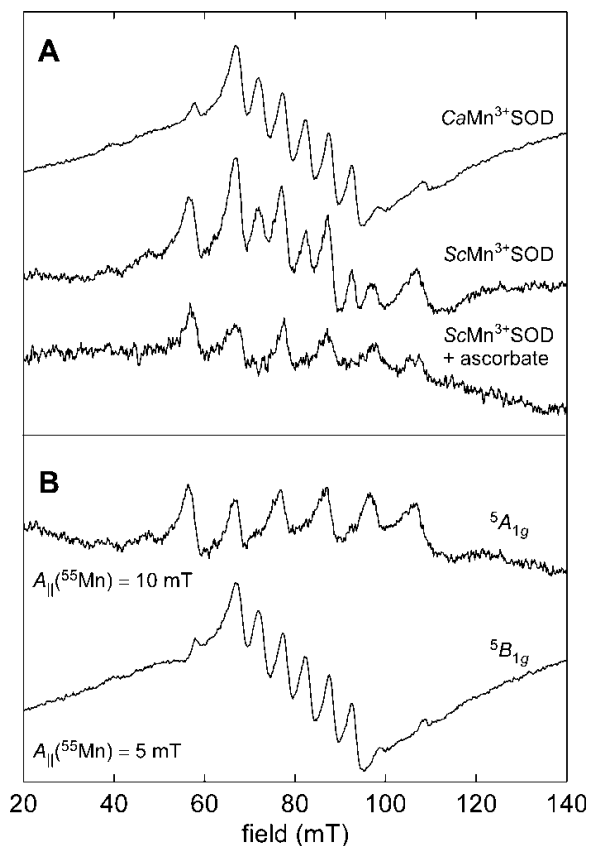 A
CaMn³⁺SOD
ScMn³⁺SOD
ScMn³⁺SOD
+ ascorbate
B
⁵A₁g
A||(⁵⁵Mn) = 10 mT
⁵B₁g
A||(⁵⁵Mn) = 5 mT
20 40 60 80 100 120 140
field (mT)